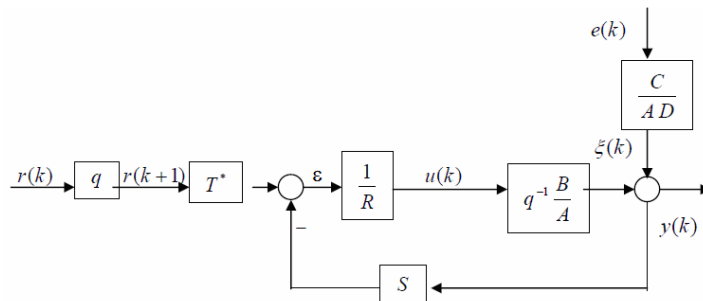 e(k)
C
A D
ξ(k)
r(k)
q
r(k+1)
T*
ε
1
R
u(k)
q⁻¹ B
A
y(k)
−
S